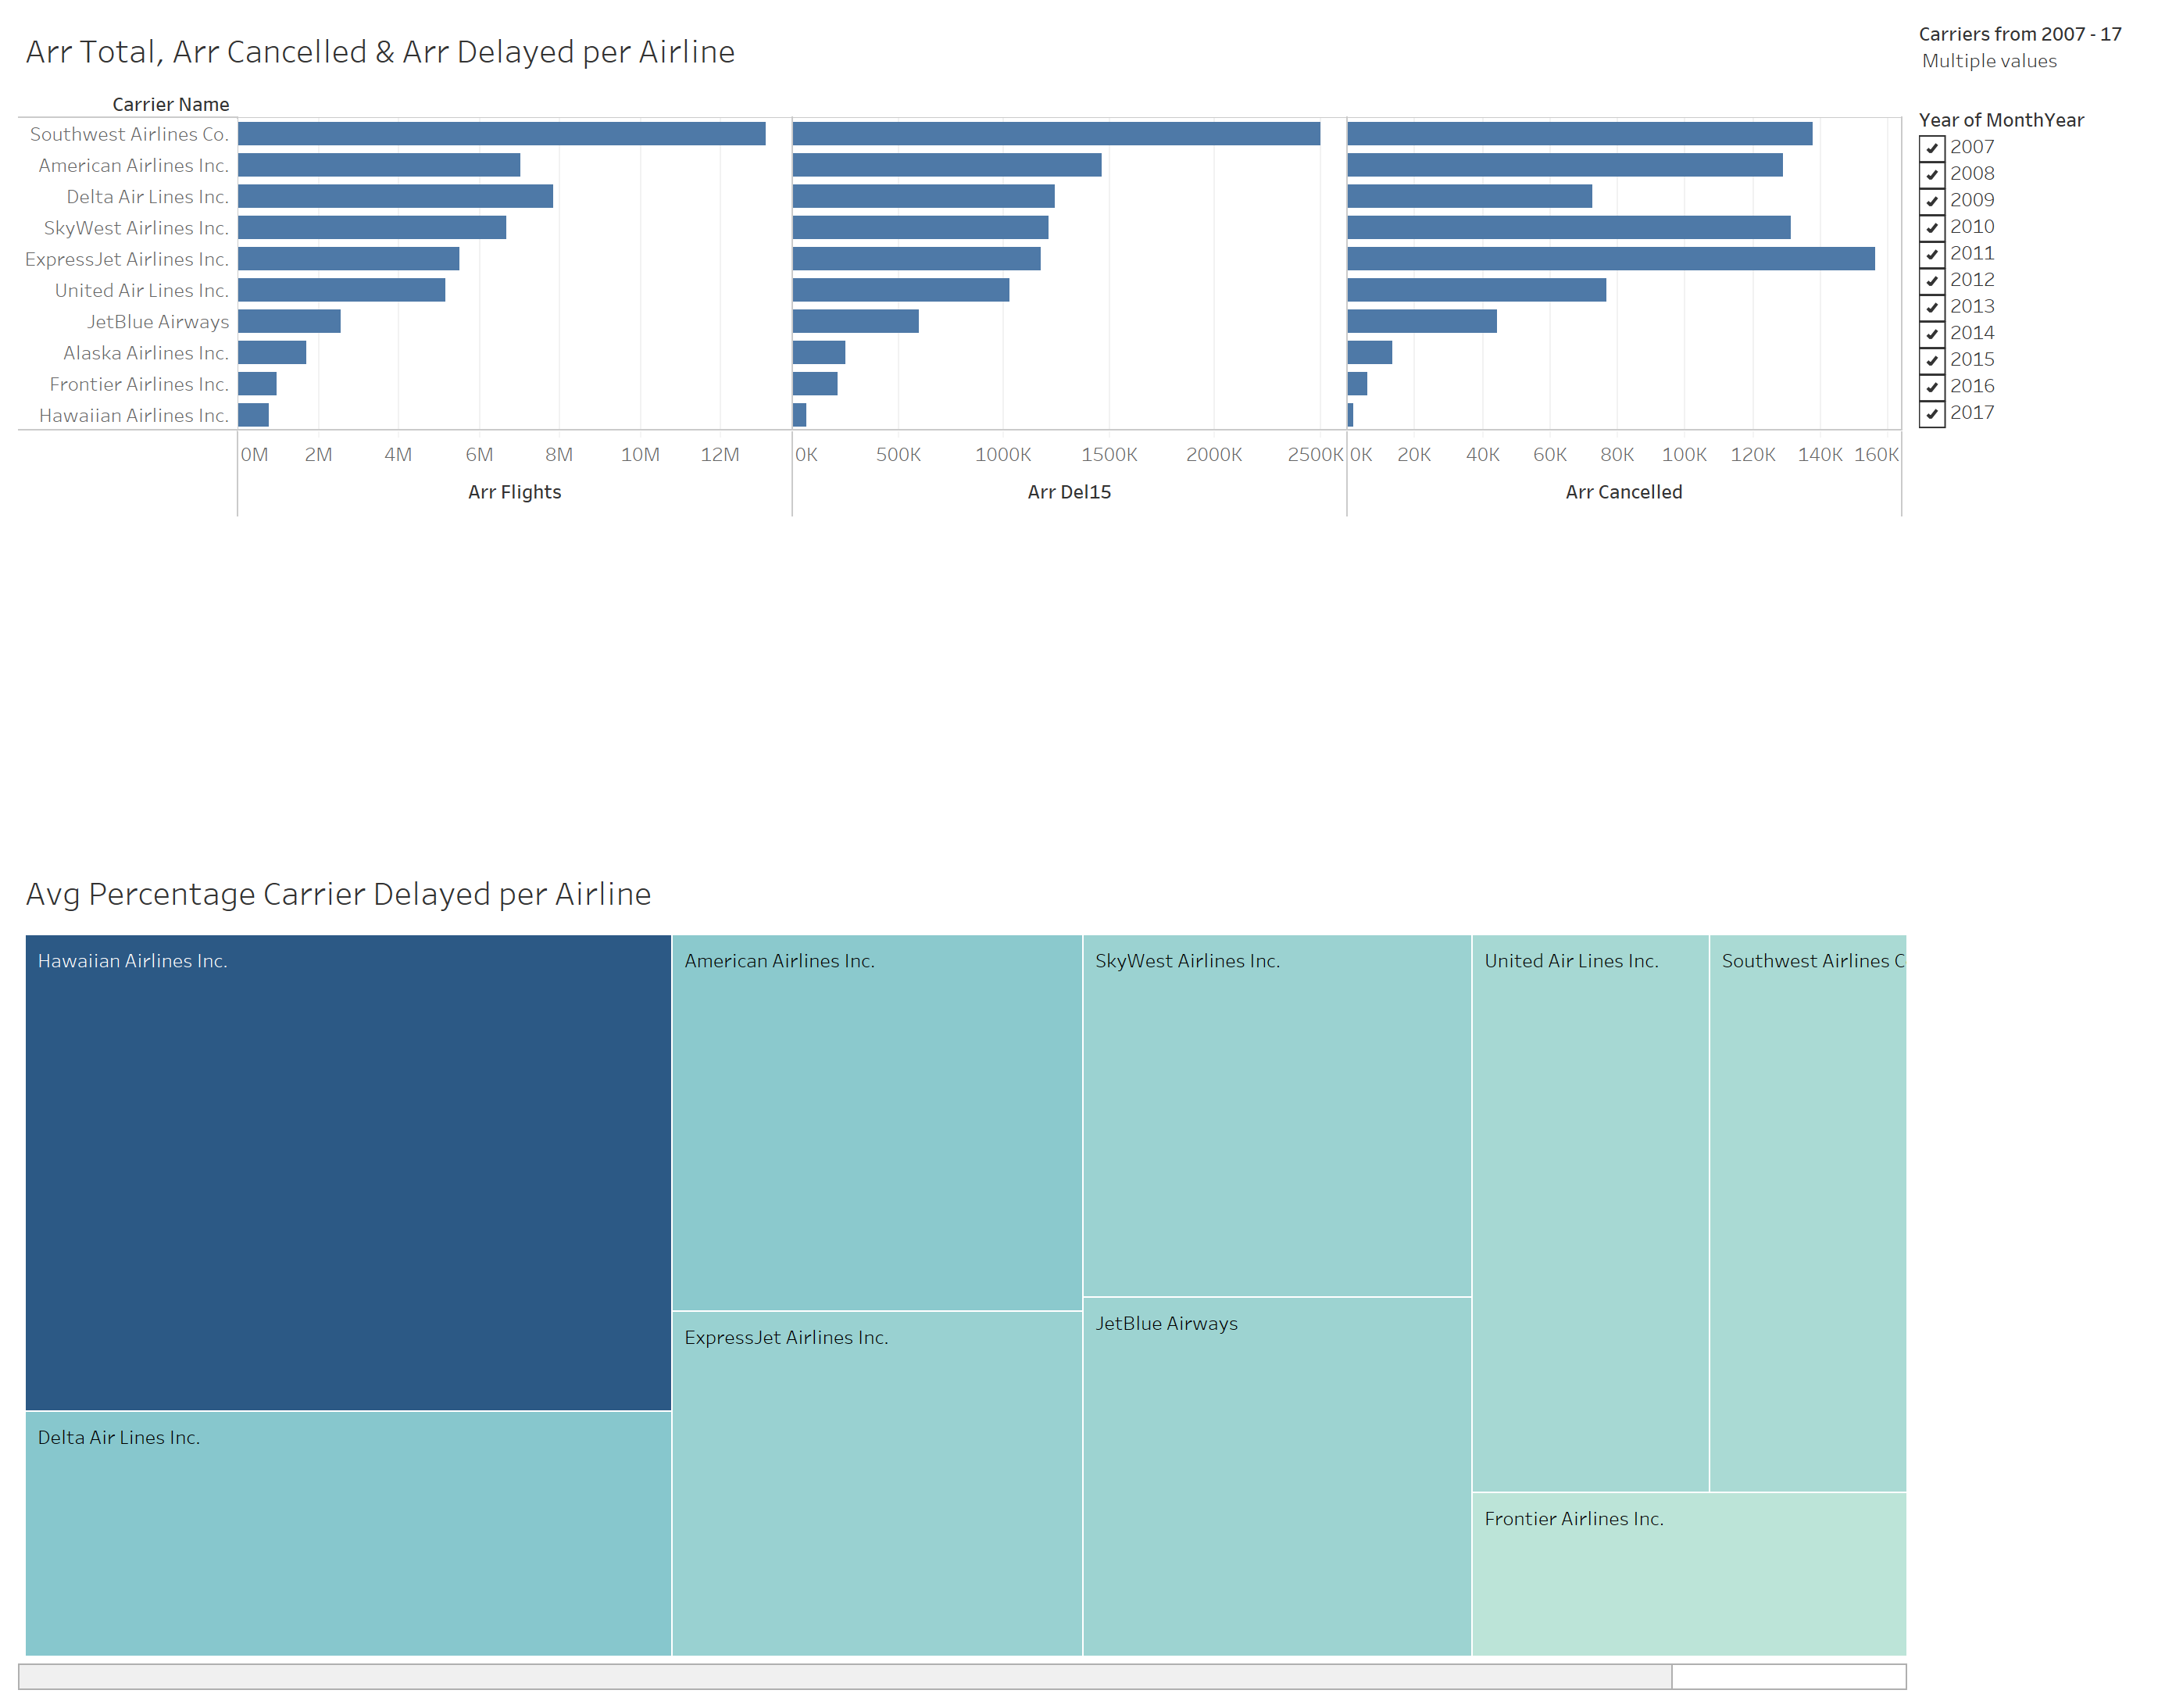 Arr Total, Arr Cancelled & Arr Delayed per Airline
Carrier Name
Southwest Airlines Co.
American Airlines Inc.
Delta Air Lines Inc.
SkyWest Airlines Inc.
ExpressJet Airlines Inc.
United Air Lines Inc.
JetBlue Airways
Alaska Airlines Inc.
Frontier Airlines Inc.
Hawaiian Airlines Inc.
0M 2M 4M 6M 8M 10M 12M
Arr Flights
0K 500K 1000K 1500K 2000K 2500K
Arr Del15
0K 20K 40K 60K 80K 100K 120K 140K 160K
Arr Cancelled
Carriers from 2007 - 17
Multiple values
Year of MonthYear
2007
2008
2009
2010
2011
2012
2013
2014
2015
2016
2017
Avg Percentage Carrier Delayed per Airline
Hawaiian Airlines Inc.
Delta Air Lines Inc.
American Airlines Inc.
ExpressJet Airlines Inc.
SkyWest Airlines Inc.
JetBlue Airways
United Air Lines Inc.
Southwest Airlines C
Frontier Airlines Inc.